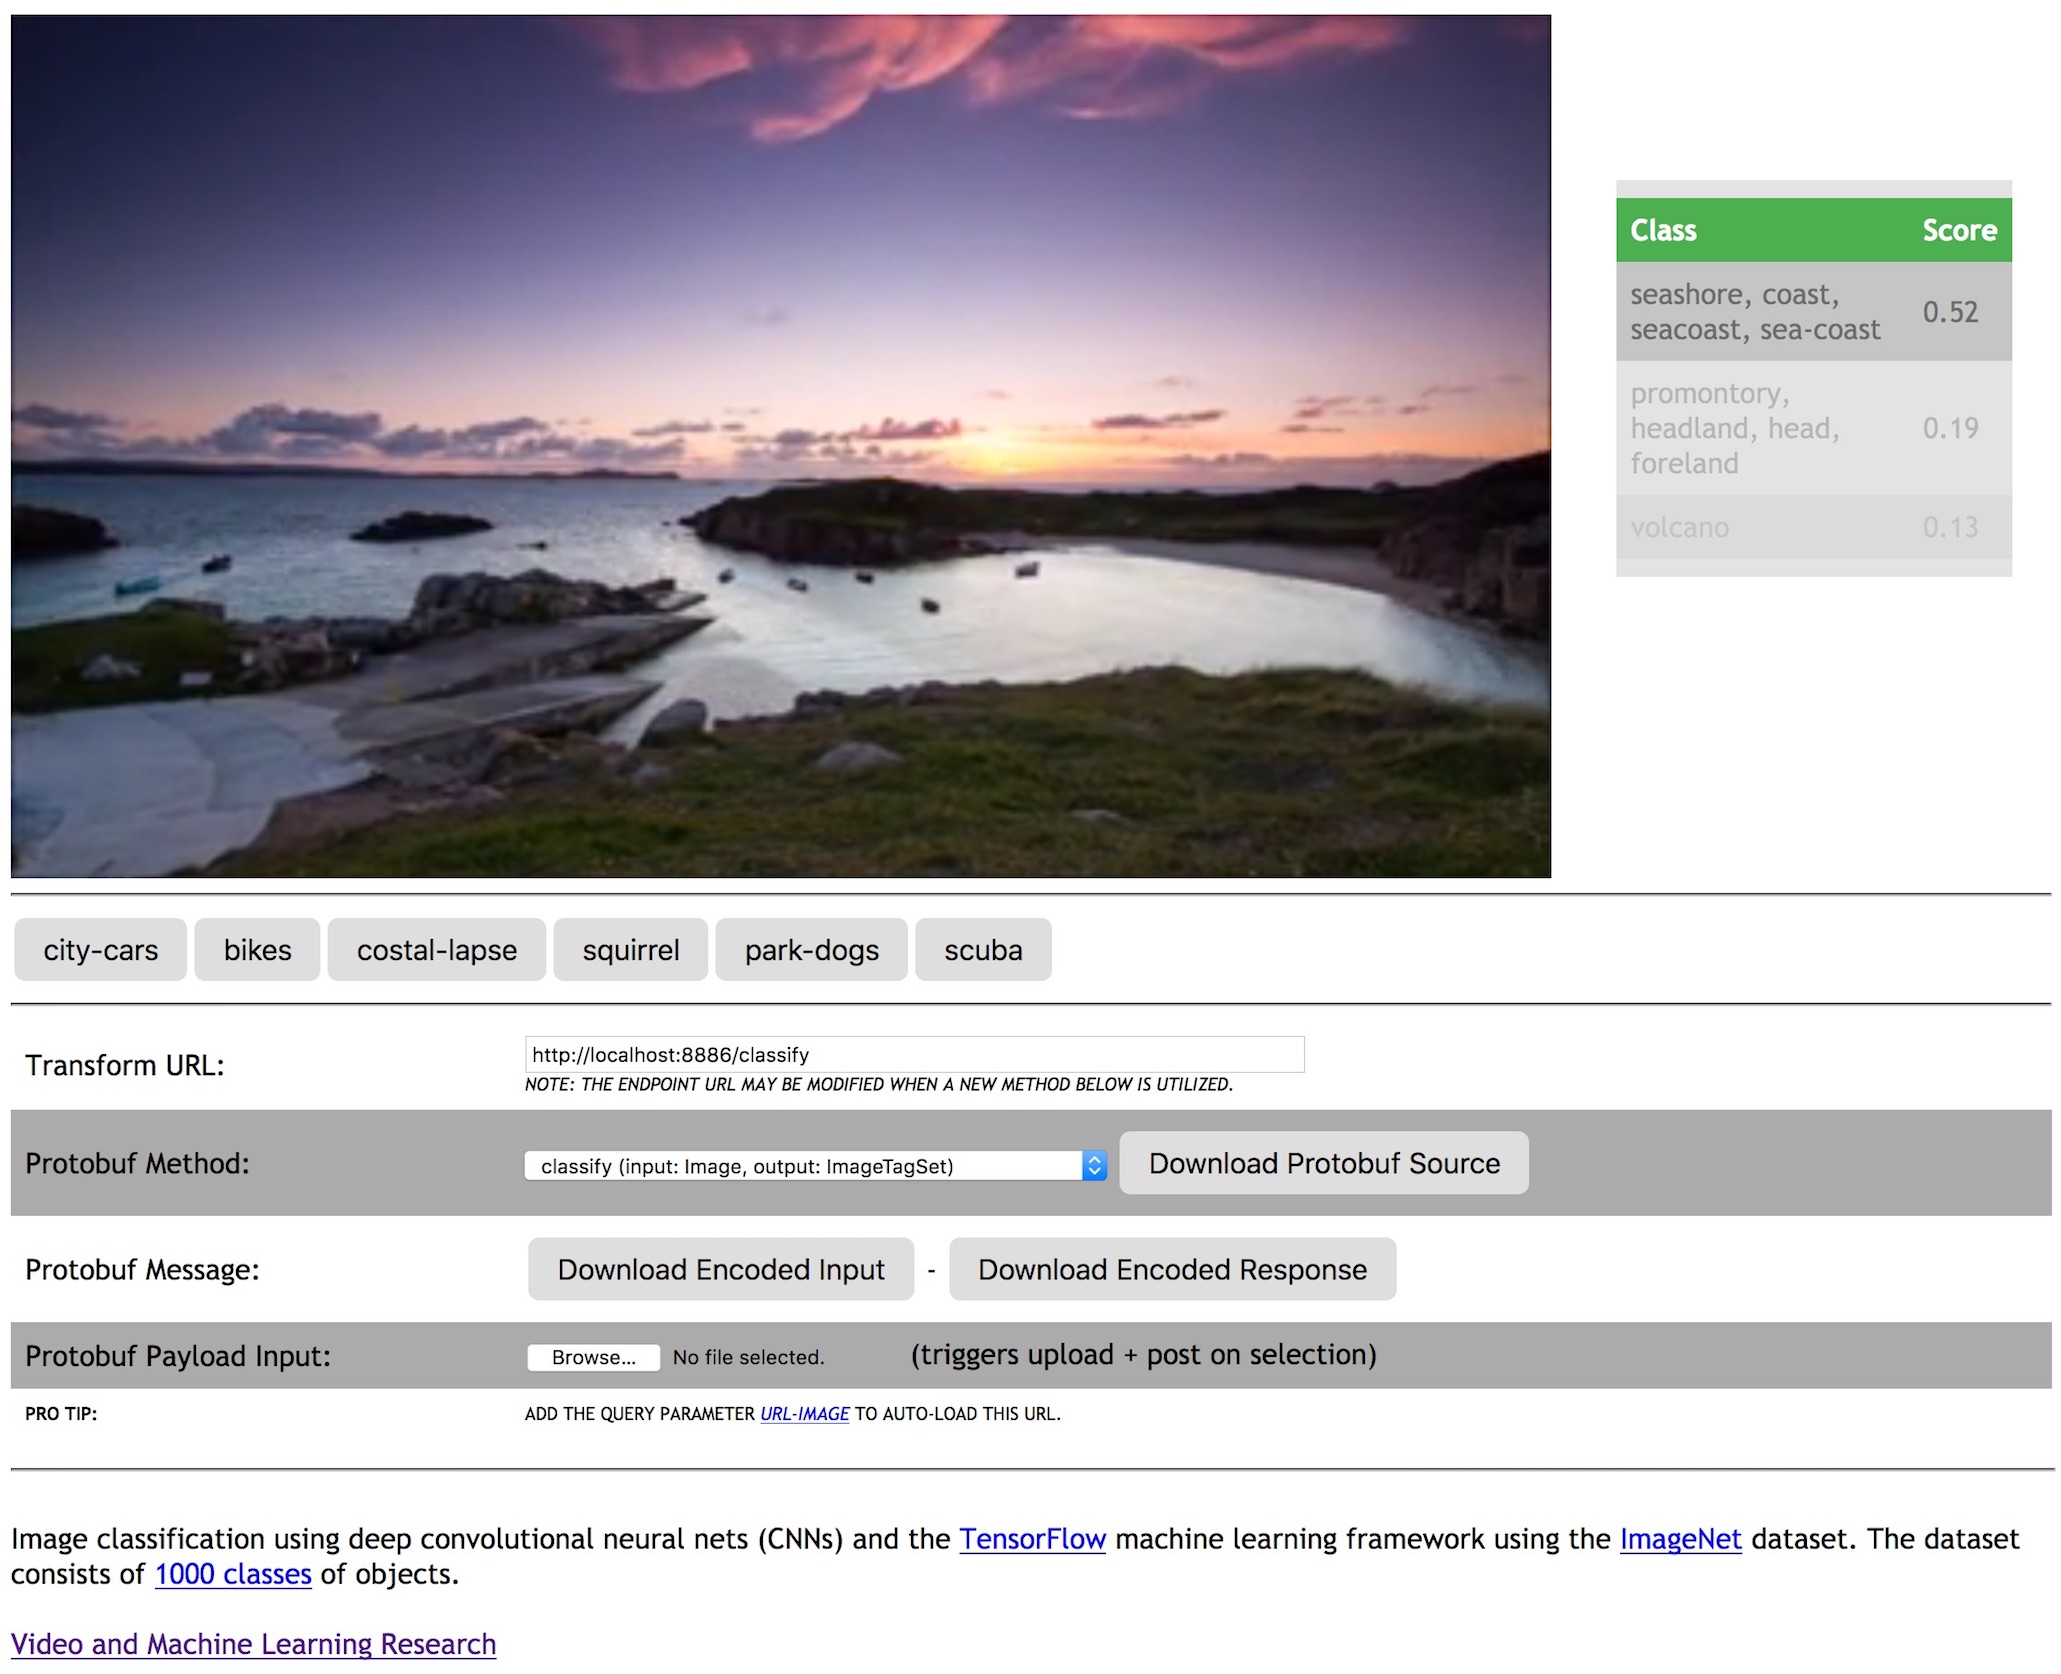 Class Score
seashore, coast,
seacoast, sea-coast 0.52
promontory,
headland, head, 0.19
foreland
volcano 0.13
city-cars bikes costal-lapse squirrel park-dogs scuba
Transform URL: http://localhost:8886/classify
NOTE: THE ENDPOINT URL MAY BE MODIFIED WHEN A NEW METHOD BELOW IS UTILIZED.
Protobuf Method: classify (input: Image, output: ImageTagSet) Download Protobuf Source
Protobuf Message: Download Encoded Input - Download Encoded Response
Protobuf Payload Input: Browse... No file selected. (triggers upload + post on selection)
PRO TIP: ADD THE QUERY PARAMETER URL-IMAGE TO AUTO-LOAD THIS URL.
Image classification using deep convolutional neural nets (CNNs) and the TensorFlow machine learning framework using the ImageNet dataset. The dataset
consists of 1000 classes of objects.
Video and Machine Learning Research